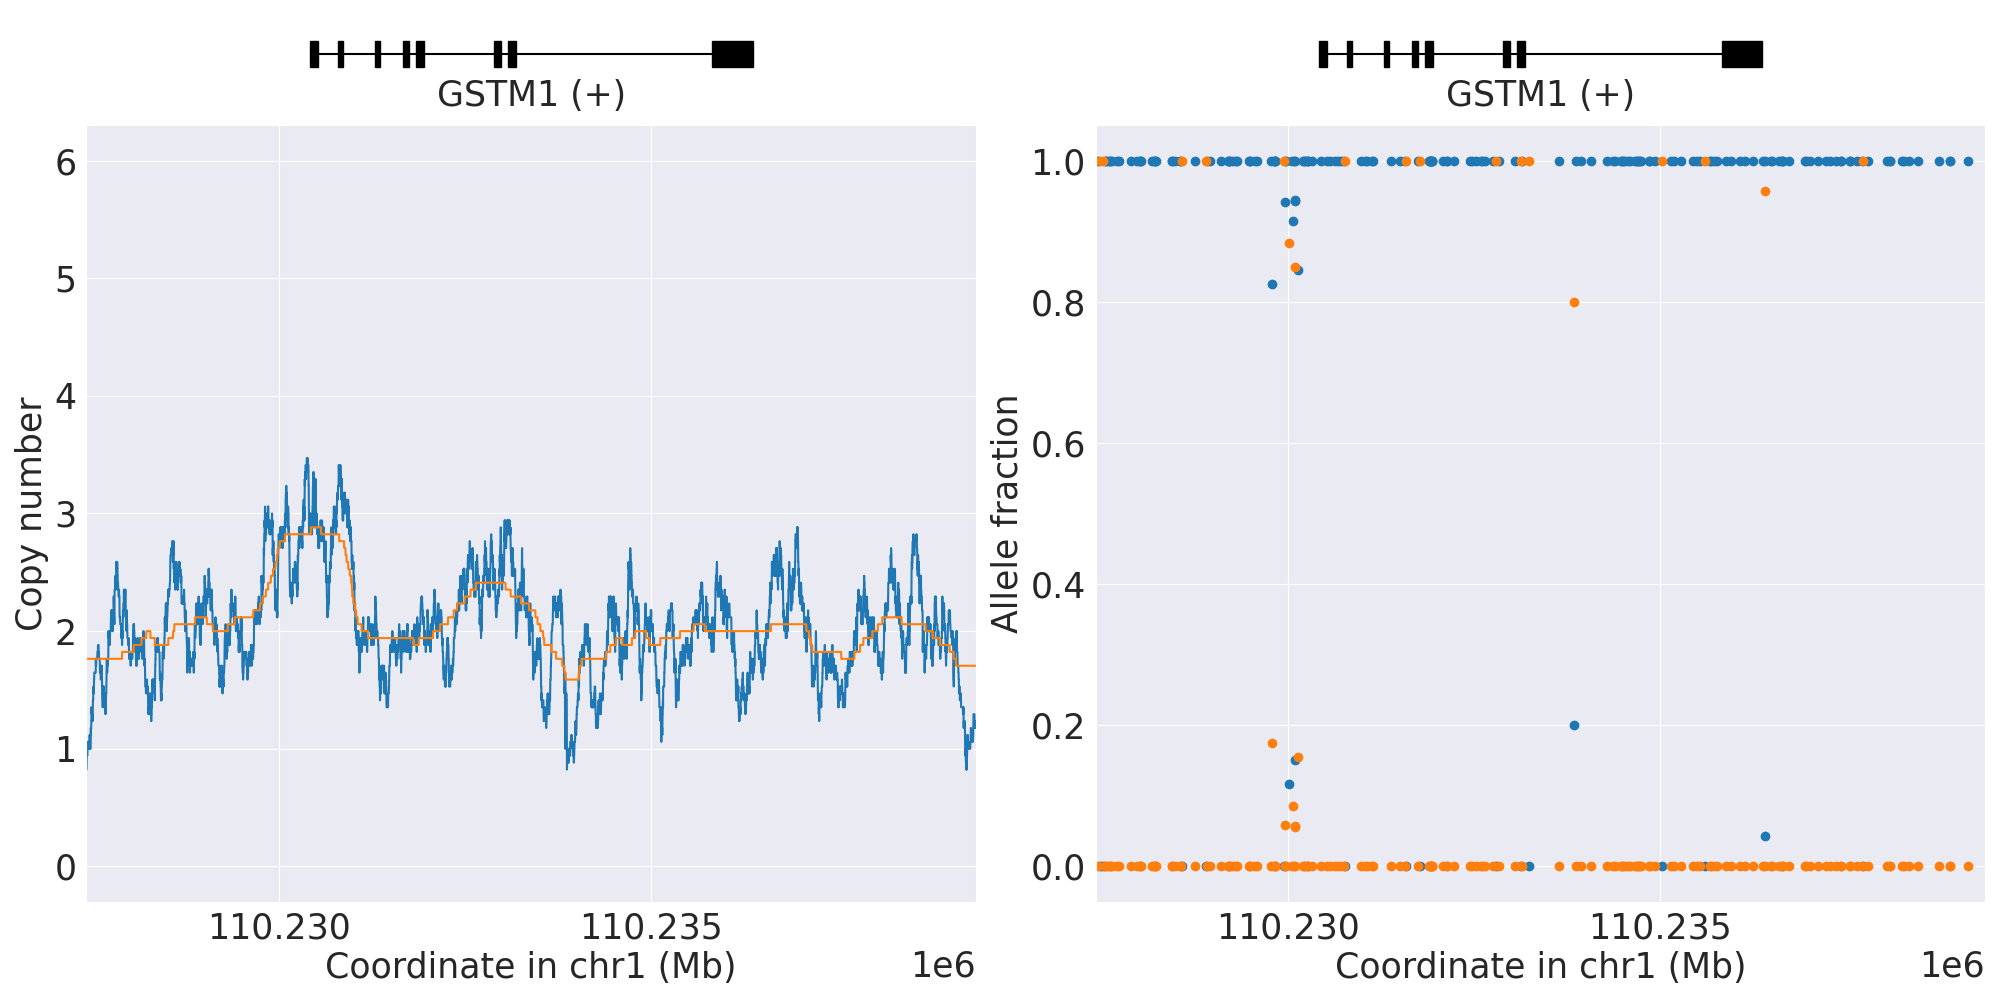 GSTM1 (+)
6
5
4
3
2
1
0
Copy number
110.230
110.235
Coordinate in chr1 (Mb)
1e6
GSTM1 (+)
1.0
0.8
0.6
0.4
0.2
0.0
Allele fraction
110.230
110.235
Coordinate in chr1 (Mb)
1e6